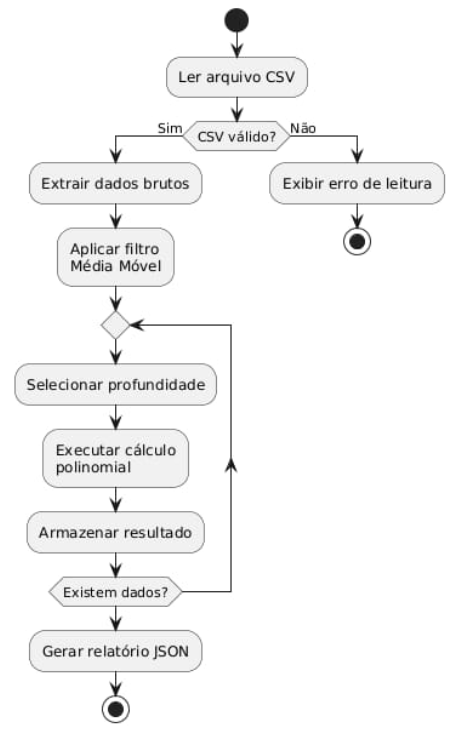 Ler arquivo CSV
Sim
CSV válido?
Não
Extrair dados brutos
Exibir erro de leitura
Aplicar filtro
Média Móvel
Selecionar profundidade
Executar cálculo
polinomial
Armazenar resultado
Existem dados?
Gerar relatório JSON